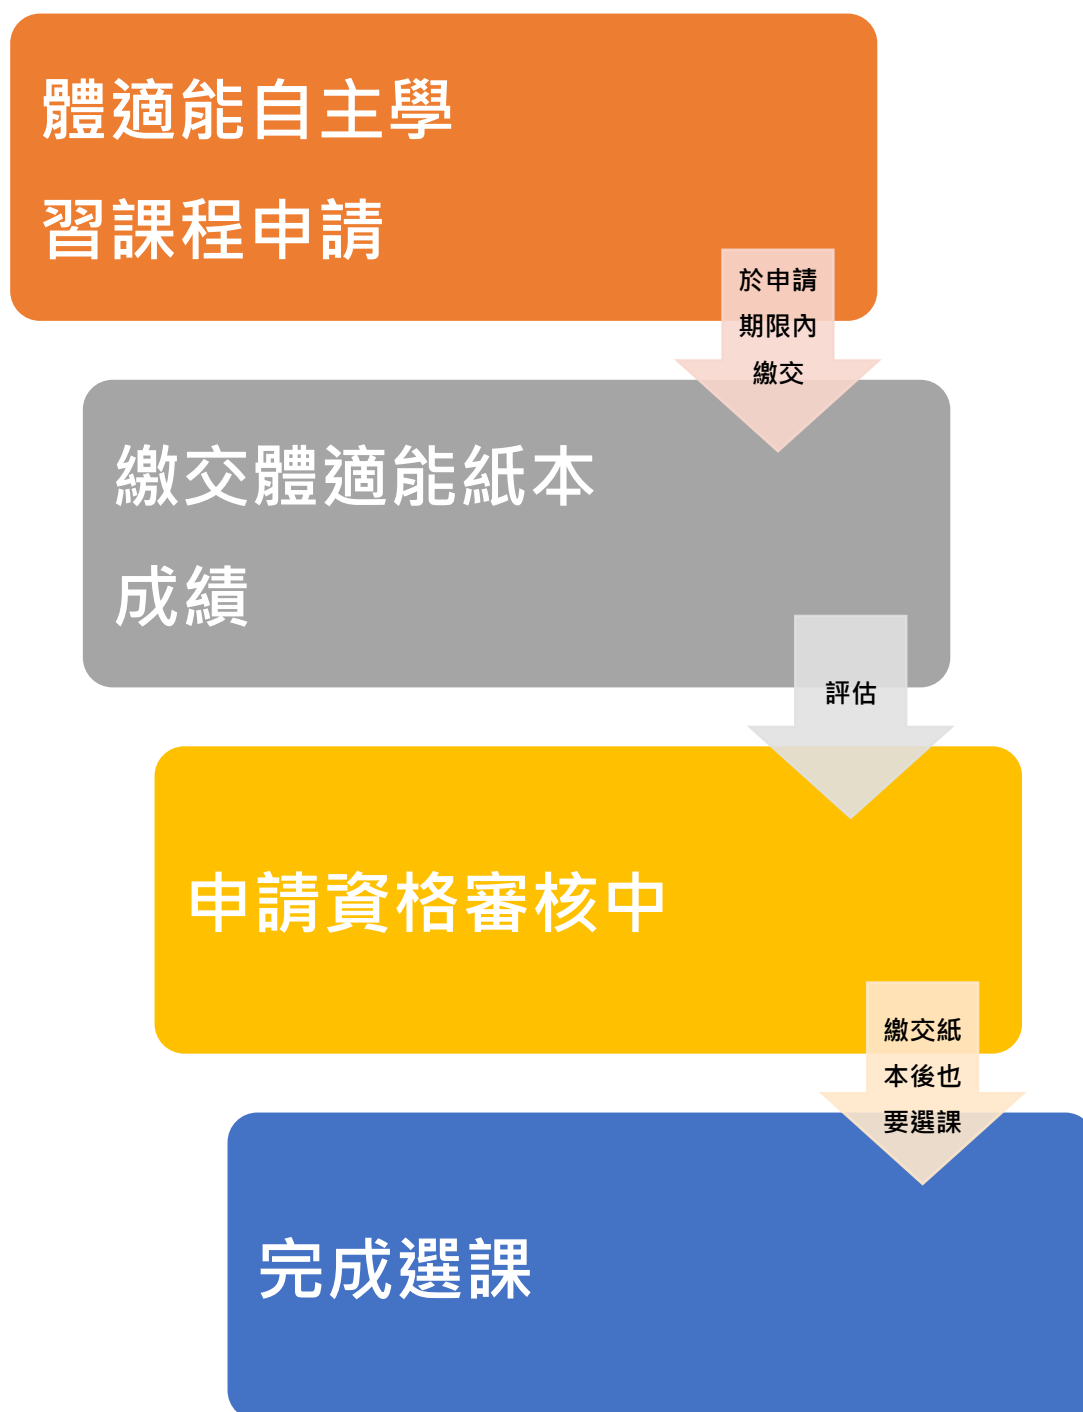 體適能自主學
習課程申請
於申請
期限內
繳交
繳交體適能紙本
成績
評估
申請資格審核中
繳交紙
本後也
要選課
完成選課